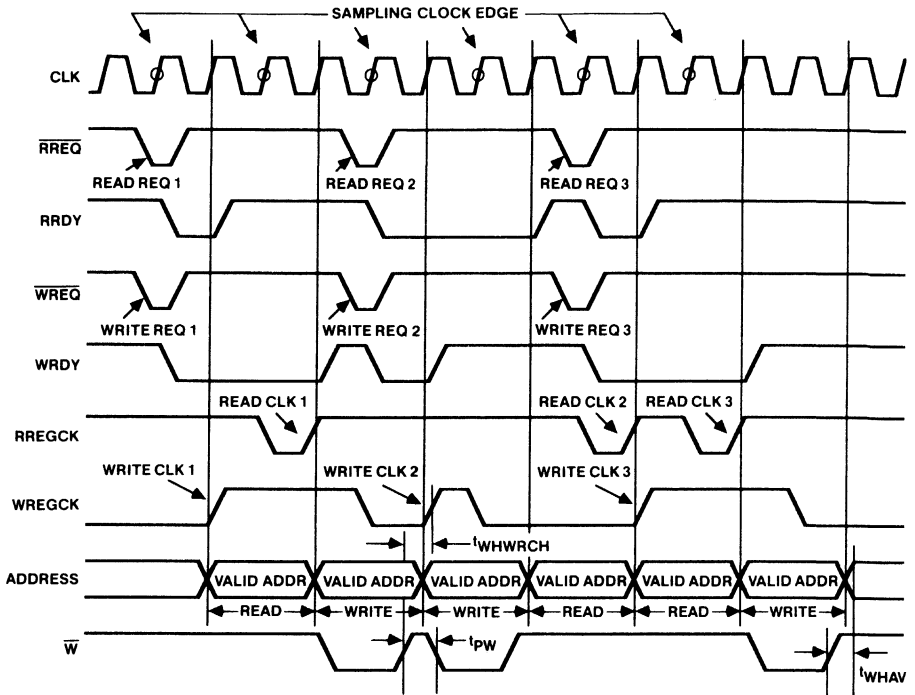 SAMPLING CLOCK EDGE
CLK
RREQ
READ REQ 1
READ REQ 2
READ REQ 3
RRDY
WREQ
WRITE REQ 1
WRITE REQ 2
WRITE REQ 3
WRDY
READ CLK 1
READ CLK 2
READ CLK 3
RREGCK
WRITE CLK 1
WRITE CLK 2
WRITE CLK 3
WREGCK
tWHWRCH
ADDRESS
VALID ADDR VALID ADDR VALID ADDR VALID ADDR VALID ADDR VALID ADDR
READ WRITE WRITE READ READ WRITE
W
tPW
tWHAV